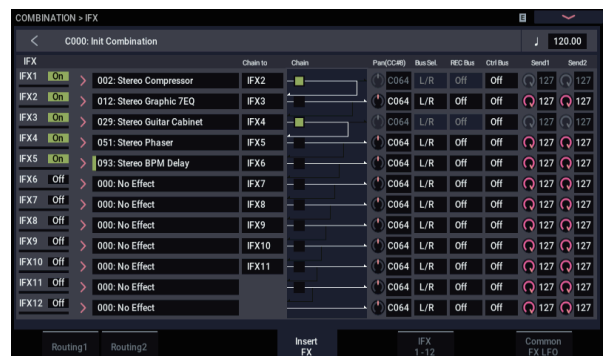 COMBINATION > IFX E
C000: Init Combination ♩ 120.00
IFX Chain to Chain Pan(CC#8) Bus Sel. REC Bus Ctrl Bus Send1 Send2
IFX1 On 002: Stereo Compressor IFX2 C064 L/R Off Off 127 127
IFX2 On 012: Stereo Graphic 7EQ IFX3 C064 L/R Off Off 127 127
IFX3 On 029: Stereo Guitar Cabinet IFX4 C064 L/R Off Off 127 127
IFX4 On 051: Stereo Phaser IFX5 C064 L/R Off Off 127 127
IFX5 On 093: Stereo BPM Delay IFX6 C064 L/R Off Off 127 127
IFX6 Off 000: No Effect IFX7 C064 L/R Off Off 127 127
IFX7 Off 000: No Effect IFX8 C064 L/R Off Off 127 127
IFX8 Off 000: No Effect IFX9 C064 L/R Off Off 127 127
IFX9 Off 000: No Effect IFX10 C064 L/R Off Off 127 127
IFX10 Off 000: No Effect IFX11 C064 L/R Off Off 127 127
IFX11 Off 000: No Effect C064 L/R Off Off 127 127
IFX12 Off 000: No Effect C064 L/R Off Off 127 127
Routing1 Routing2 Insert FX IFX 1-12 Common FX LFO